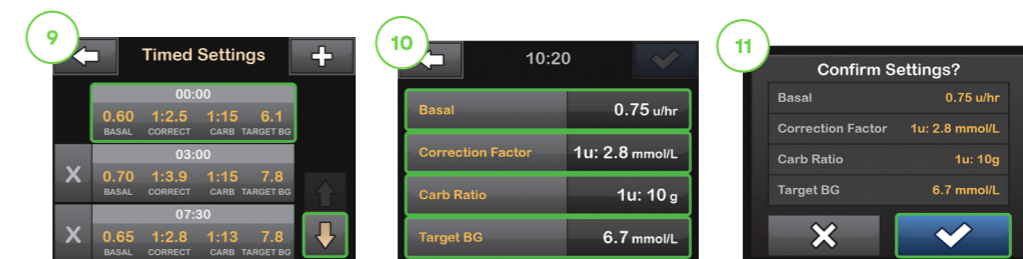 9
Timed Settings
00:00
0.60 1:2.5 1:15 6.1
BASAL CORRECT CARB TARGET BG
03:00
X 0.70 1:3.9 1:15 7.8
BASAL CORRECT CARB TARGET BG
07:30
X 0.65 1:2.8 1:13 7.8
BASAL CORRECT CARB TARGET BG
10
10:20
Basal 0.75 u/hr
Correction Factor 1u: 2.8 mmol/L
Carb Ratio 1u: 10 g
Target BG 6.7 mmol/L
11
Confirm Settings?
Basal 0.75 u/hr
Correction Factor 1u: 2.8 mmol/L
Carb Ratio 1u: 10g
Target BG 6.7 mmol/L